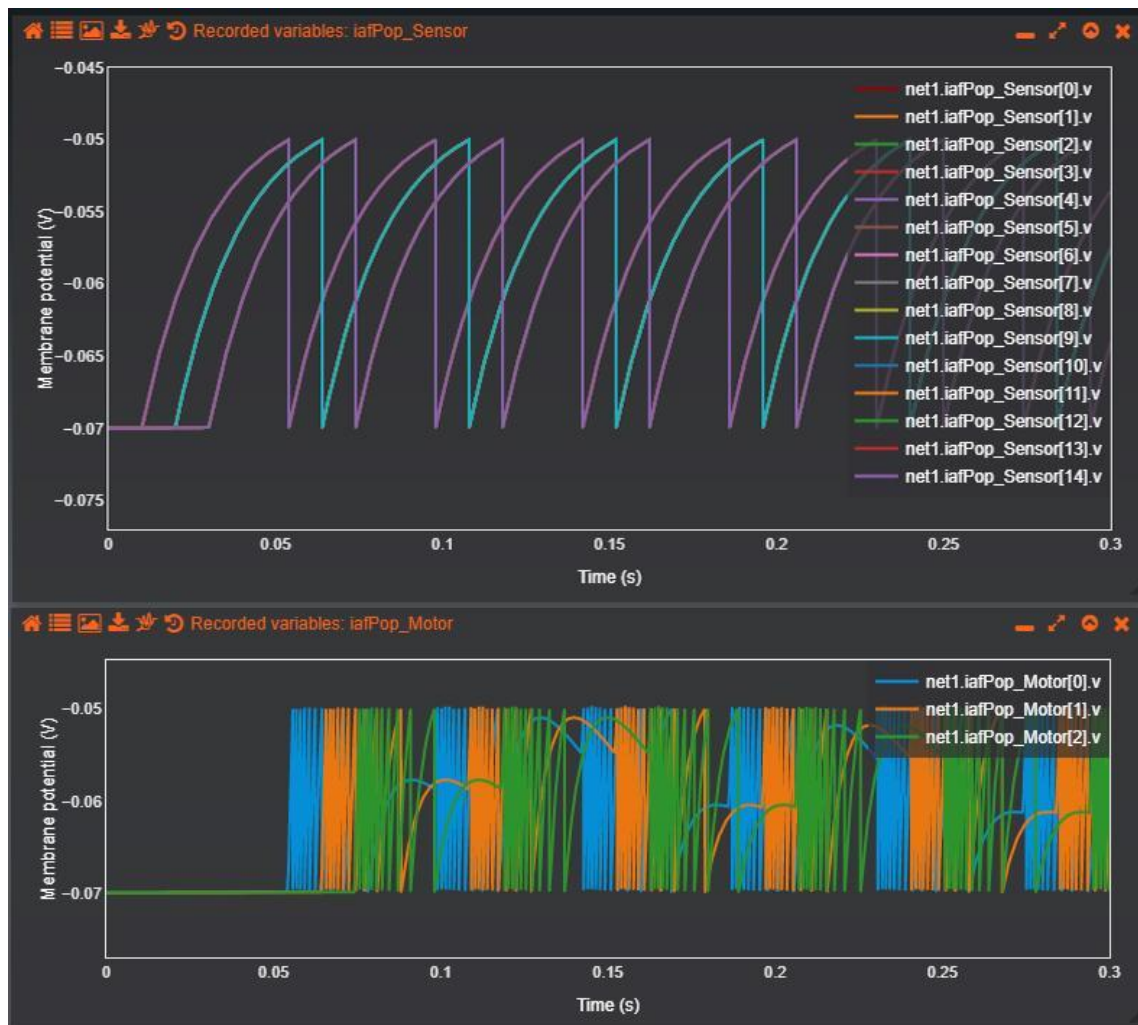 Recorded variables: iafPop_Sensor
−0.045
−0.05
−0.055
−0.06
−0.065
−0.07
−0.075
Membrane potential (V)
net1.iafPop_Sensor[0].v
net1.iafPop_Sensor[1].v
net1.iafPop_Sensor[2].v
net1.iafPop_Sensor[3].v
net1.iafPop_Sensor[4].v
net1.iafPop_Sensor[5].v
net1.iafPop_Sensor[6].v
net1.iafPop_Sensor[7].v
net1.iafPop_Sensor[8].v
net1.iafPop_Sensor[9].v
net1.iafPop_Sensor[10].v
net1.iafPop_Sensor[11].v
net1.iafPop_Sensor[12].v
net1.iafPop_Sensor[13].v
net1.iafPop_Sensor[14].v
0 0.05 0.1 0.15 0.2 0.25 0.3
Time (s)
Recorded variables: iafPop_Motor
−0.05
−0.06
−0.07
Membrane potential (V)
net1.iafPop_Motor[0].v
net1.iafPop_Motor[1].v
net1.iafPop_Motor[2].v
0 0.05 0.1 0.15 0.2 0.25 0.3
Time (s)